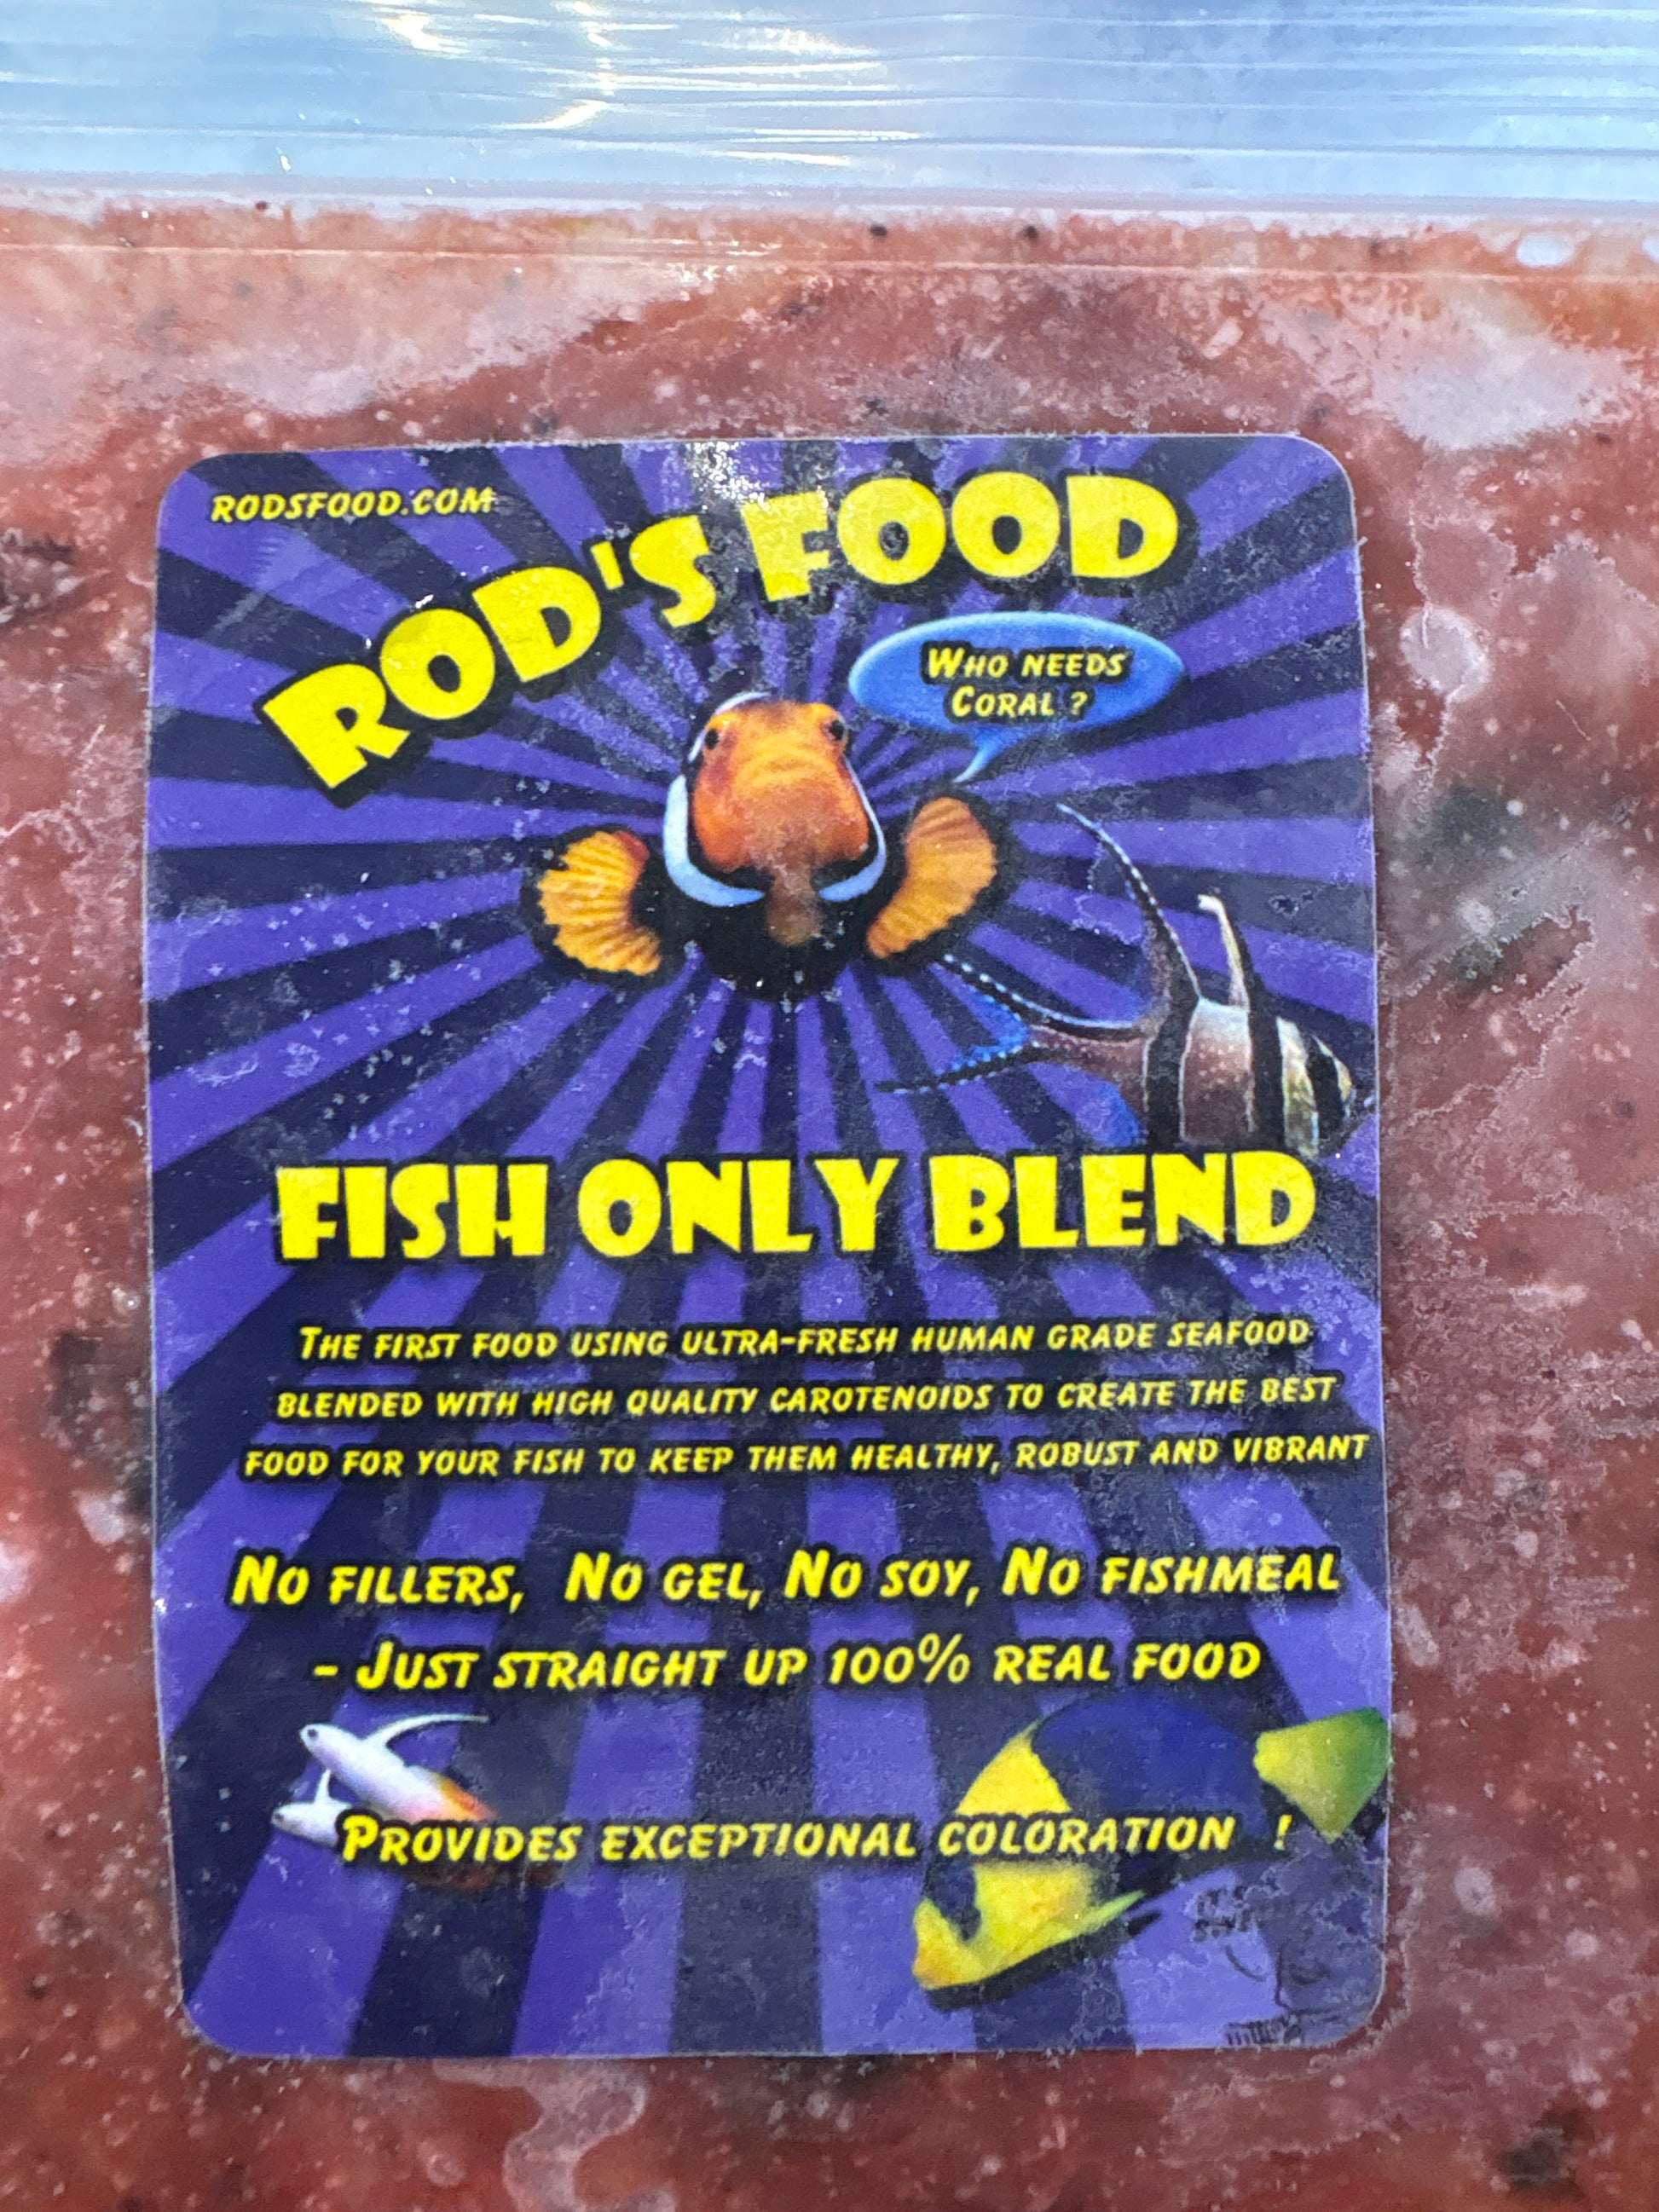 RODSFOOD.COM
ROD'S FOOD
WHO NEEDS
CORAL ?
FISH ONLY BLEND
THE FIRST FOOD USING ULTRA-FRESH HUMAN GRADE SEAFOOD
BLENDED WITH HIGH QUALITY CAROTENOIDS TO CREATE THE BEST
FOOD FOR YOUR FISH TO KEEP THEM HEALTHY, ROBUST AND VIBRANT
NO FILLERS, NO GEL, NO SOY, NO FISHMEAL
- JUST STRAIGHT UP 100% REAL FOOD
PROVIDES EXCEPTIONAL COLORATION !